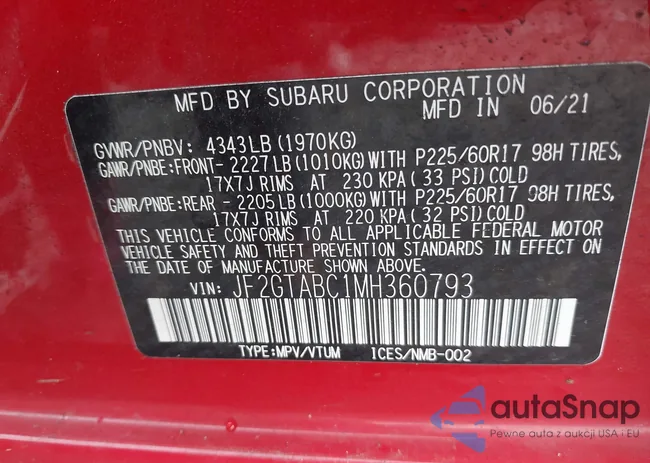 MFD BY SUBARU CORPORATION
MFD IN 06/21
GVWR/PNBV: 4343LB (1970KG)
GAWR/PNBE:FRONT-2227LB (1010KG) WITH P225/60R17 98H TIRES,
17X7J RIMS AT 230 KPA (33 PSI) COLD
GAWR/PNBE:REAR - 2205LB (1000KG) WITH P225/60R17 98H TIRES,
17X7J RIMS AT 220 KPA (32 PSI) COLD
THIS VEHICLE CONFORMS TO ALL APPLICABLE FEDERAL MOTOR
VEHICLE SAFETY AND THEFT PREVENTION STANDARDS IN EFFECT ON
THE DATE OF MANUFACTURE SHOWN ABOVE.
VIN: JF2GTABC1MH360793
TYPE:MPV/VTUM ICES/NMB-002
autaSnap
Pewne auta z aukcji USA i EU